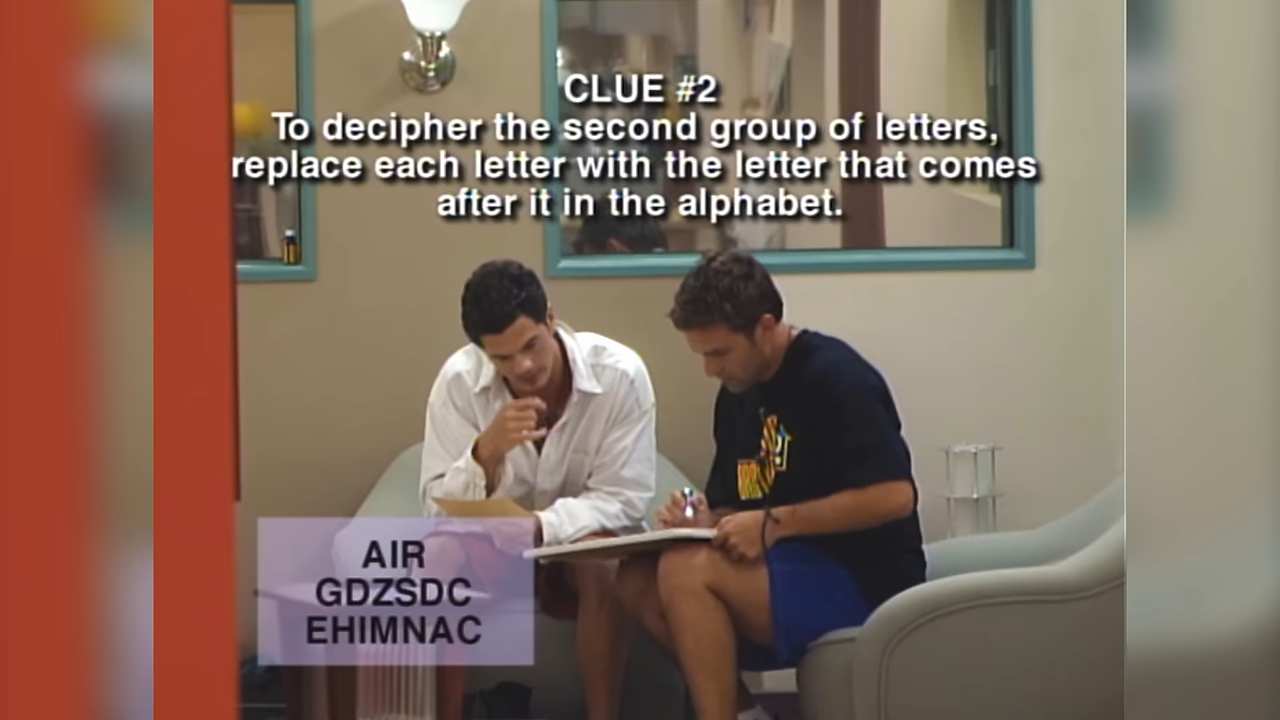 CLUE #2
To decipher the second group of letters,
replace each letter with the letter that comes
after it in the alphabet.
AIR
GDZSDC
EHIMNAC